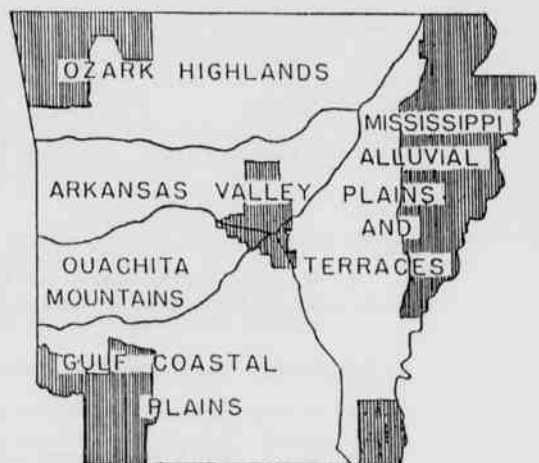 OZARK HIGHLANDS
MISSISSIPPI
ALLUVIAL
PLAINS
AND
TERRACES
ARKANSAS VALLEY
OUACHITA
MOUNTAINS
GULF COASTAL
PLAINS